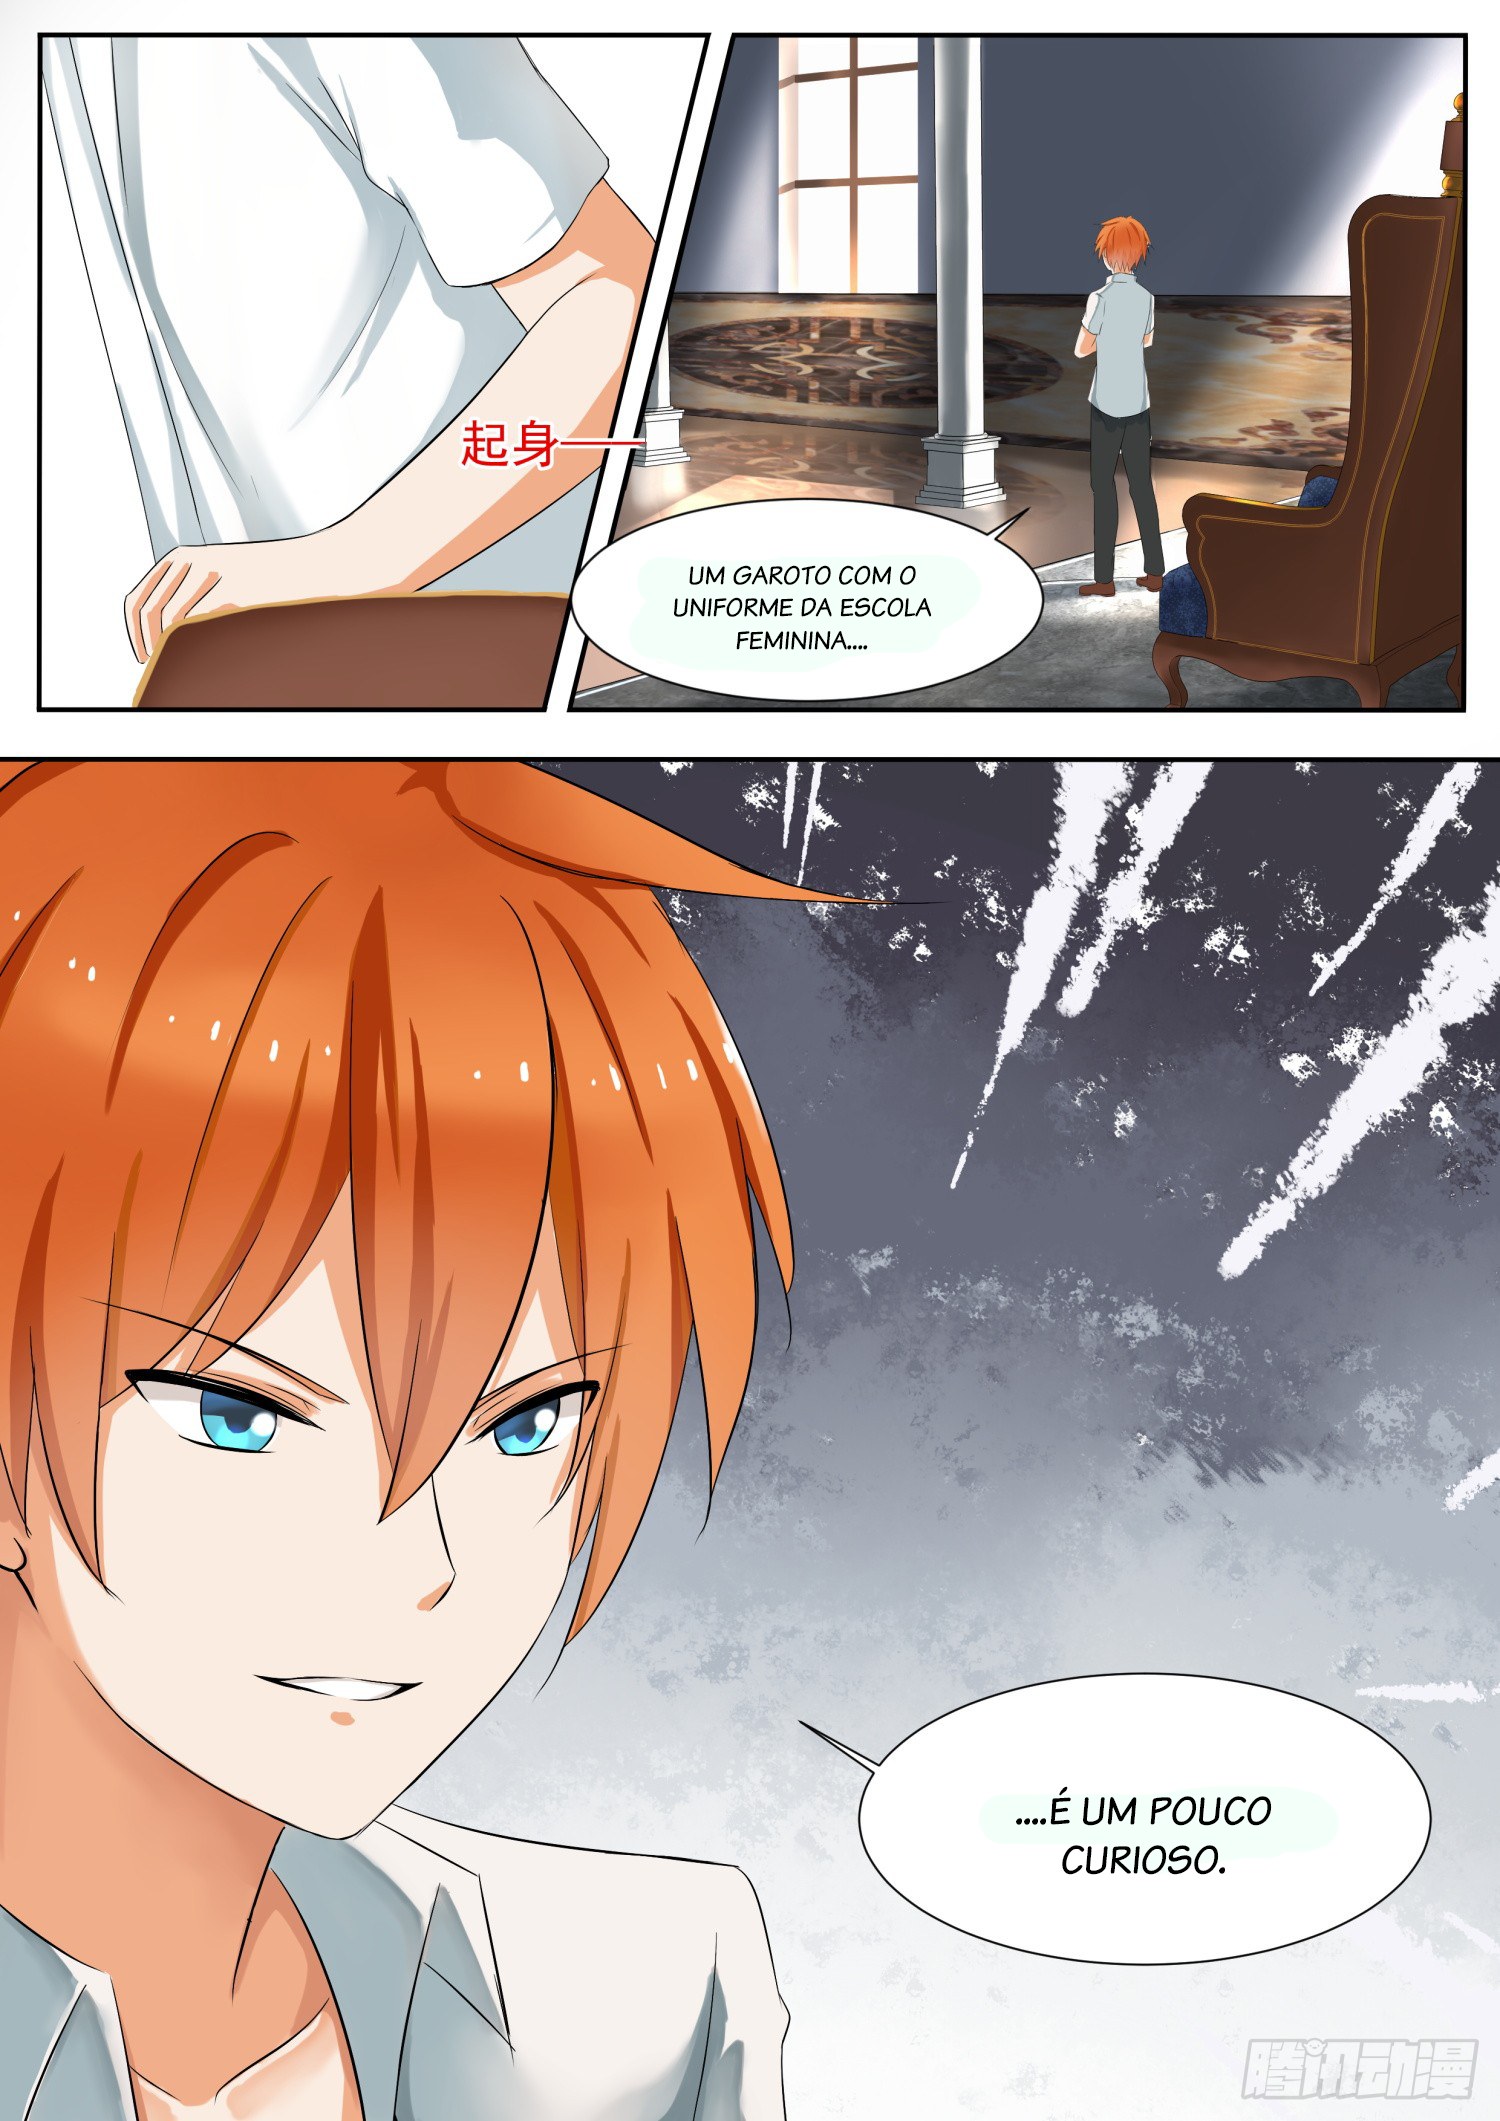 起身——
UM GAROTO COM O
UNIFORME DA ESCOLA
FEMININA....
....É UM POUCO
CURIOSO.
腾讯动漫